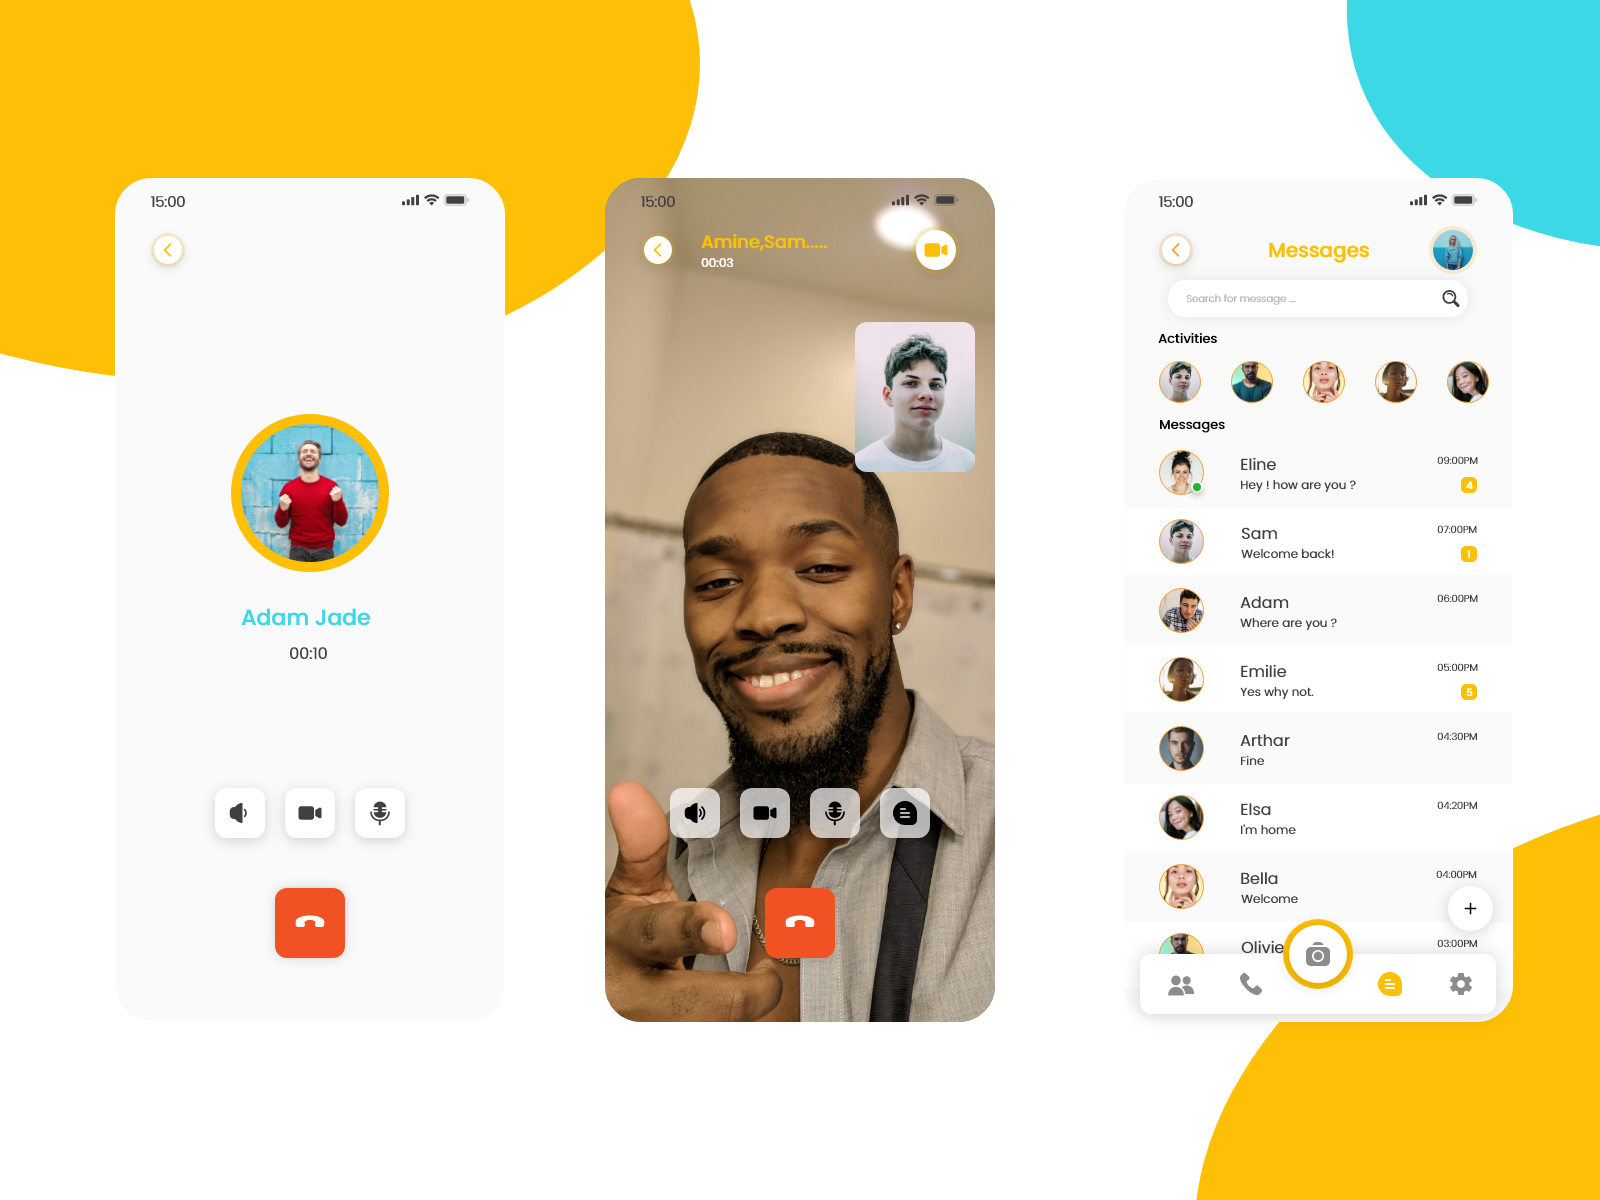 15:00
Adam Jade
00:10
15:00
Amine,Sam.....
00:03
15:00
Messages
Search for message ....
Activities
Messages
Eline
09:00PM
Hey ! how are you ?
4
Sam
07:00PM
Welcome back!
1
Adam
06:00PM
Where are you ?
Emilie
05:00PM
Yes why not.
5
Arthar
04:30PM
Fine
Elsa
04:20PM
I'm home
Bella
04:00PM
Welcome
Olivie
03:00PM